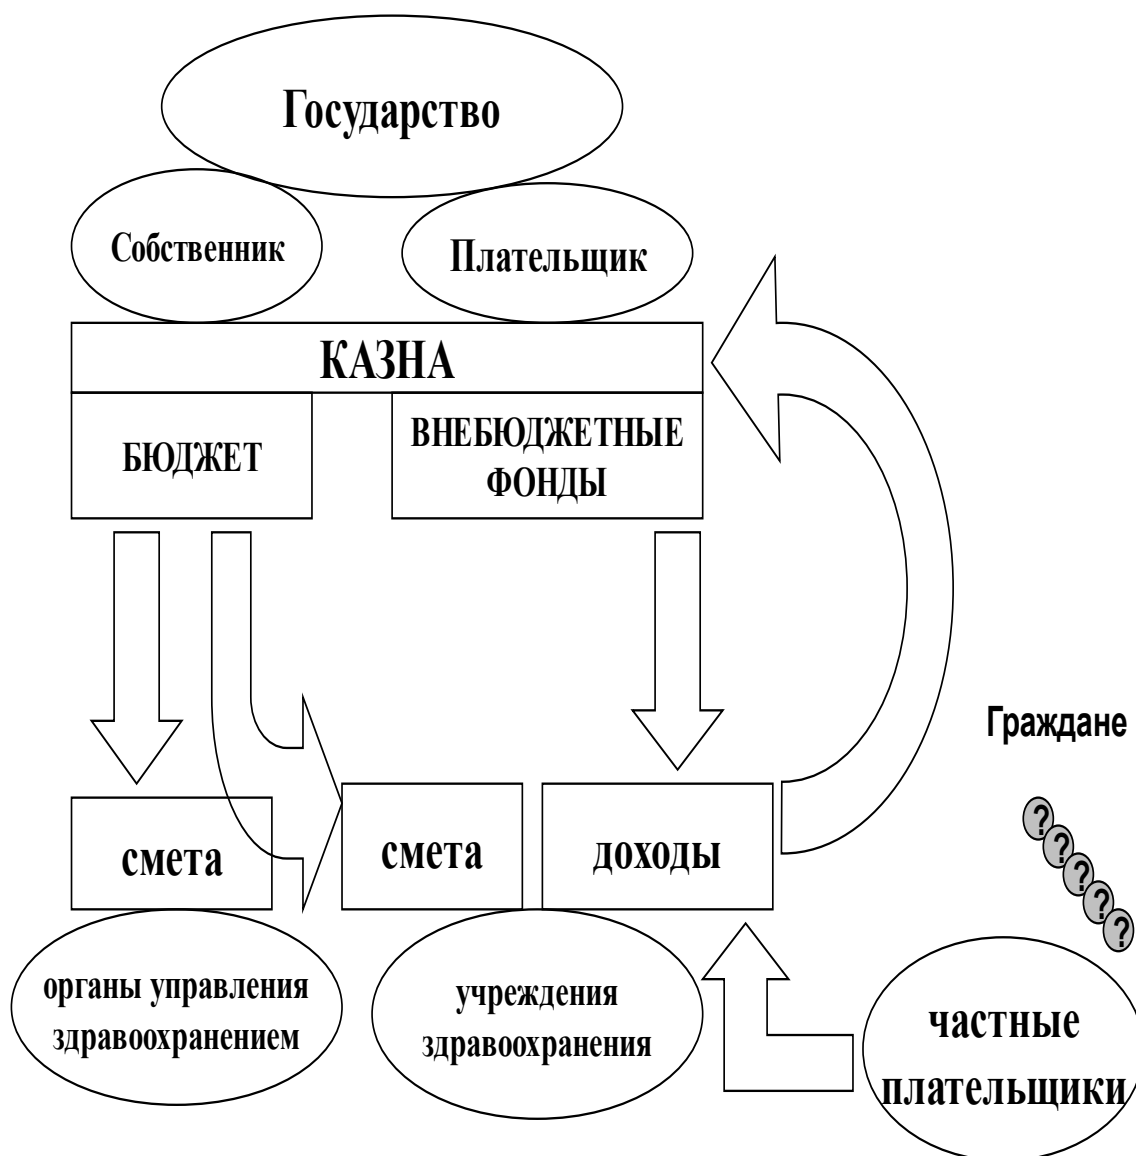 Государство
Собственник
Плательщик
КАЗНА
БЮДЖЕТ
ВНЕБЮДЖЕТНЫЕ
ФОНДЫ
Граждане
смета
смета
доходы
?
?
?
?
?
органы управления
здравоохранением
учреждения
здравоохранения
частные
плательщики